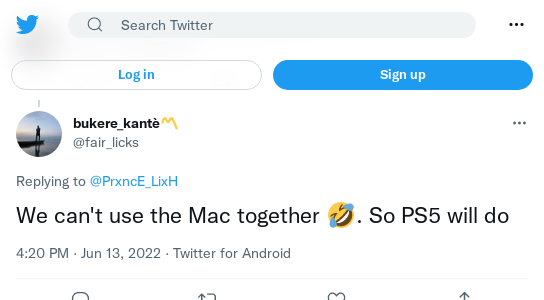 Search Twitter
Log in
Sign up
bukere_kantè〽️
@fair_licks
Replying to @PrxncE_LixH
We can't use the Mac together 🤣. So PS5 will do
4:20 PM · Jun 13, 2022 · Twitter for Android